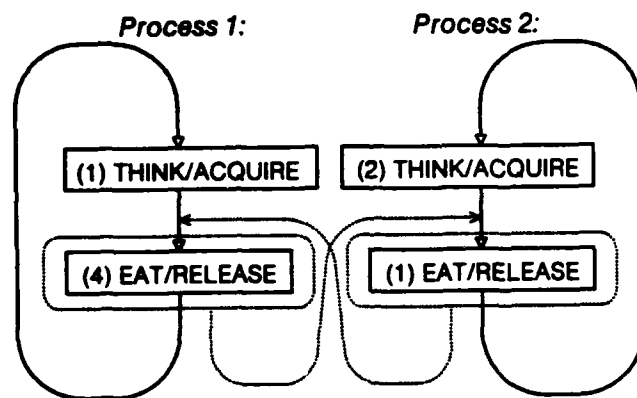 Process 1:
Process 2:
(1) THINK/ACQUIRE
(2) THINK/ACQUIRE
(4) EAT/RELEASE
(1) EAT/RELEASE